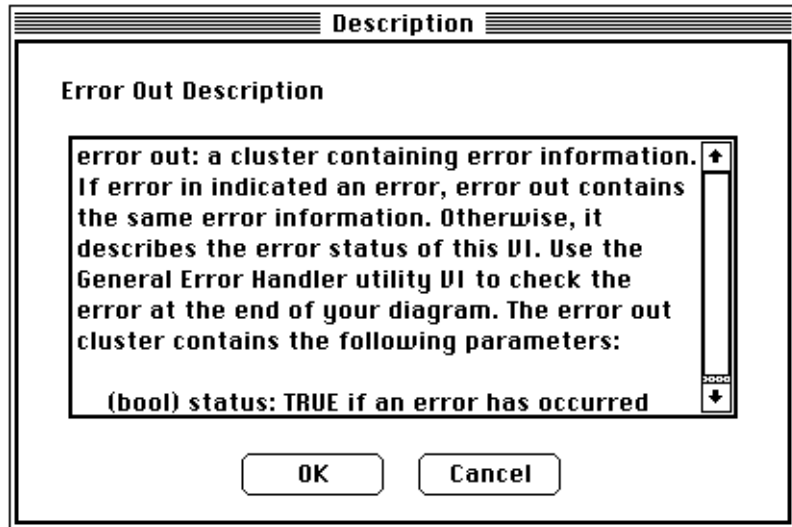 Description
Error Out Description
error out: a cluster containing error information.
If error in indicated an error, error out contains
the same error information. Otherwise, it
describes the error status of this VI. Use the
General Error Handler utility VI to check the
error at the end of your diagram. The error out
cluster contains the following parameters:
(bool) status: TRUE if an error has occurred
OK
Cancel